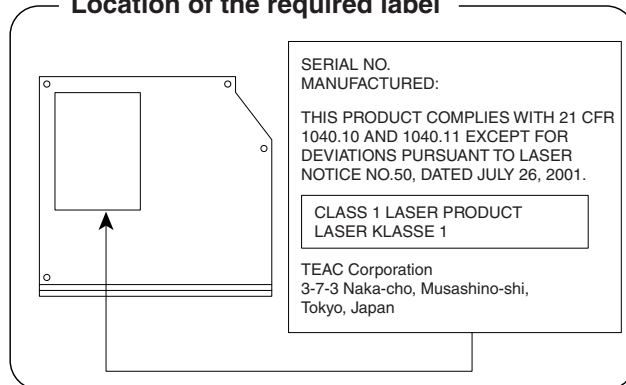 Location of the required label
SERIAL NO.
MANUFACTURED:
THIS PRODUCT COMPLIES WITH 21 CFR
1040.10 AND 1040.11 EXCEPT FOR
DEVIATIONS PURSUANT TO LASER
NOTICE NO.50, DATED JULY 26, 2001.
CLASS 1 LASER PRODUCT
LASER KLASSE 1
TEAC Corporation
3-7-3 Naka-cho, Musashino-shi,
Tokyo, Japan